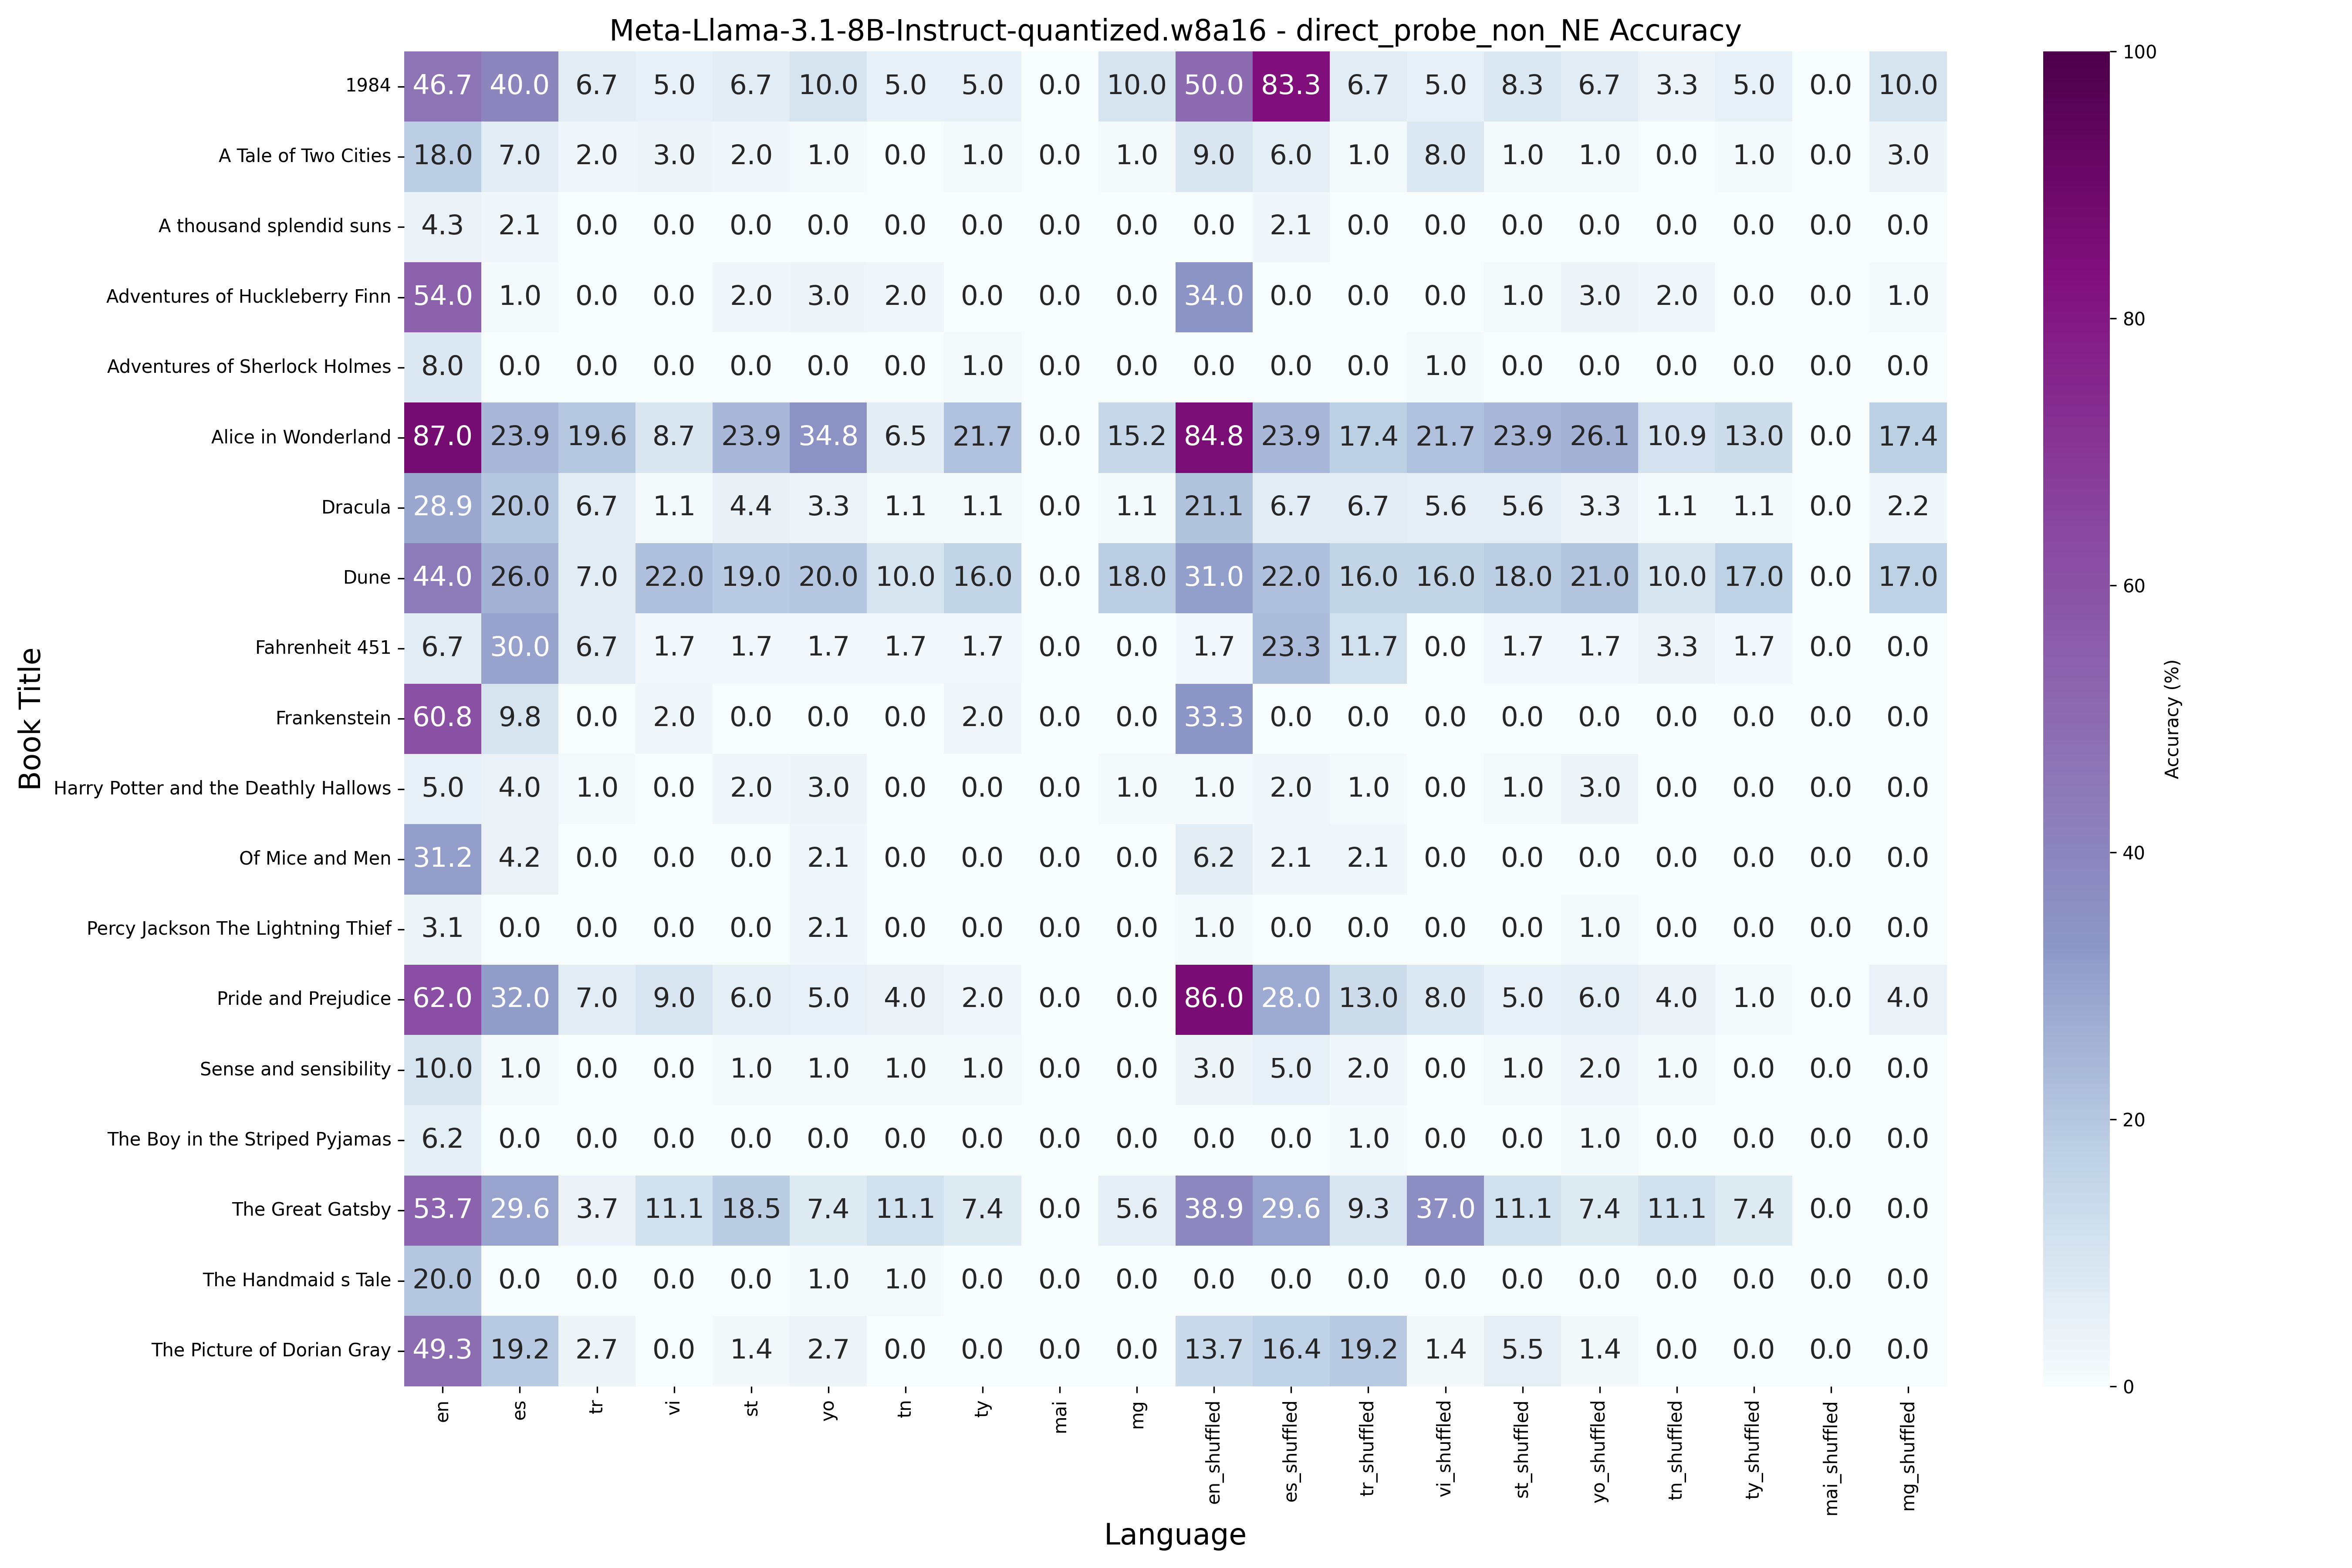 Meta-Llama-3.1-8B-Instruct-quantized.w8a16 - direct_probe_non_NE Accuracy
Book Title
1984 46.7 40.0 6.7 5.0 6.7 10.0 5.0 5.0 0.0 10.0 50.0 83.3 6.7 5.0 8.3 6.7 3.3 5.0 0.0 10.0
A Tale of Two Cities 18.0 7.0 2.0 3.0 2.0 1.0 0.0 1.0 0.0 1.0 9.0 6.0 1.0 8.0 1.0 1.0 0.0 1.0 0.0 3.0
A thousand splendid suns 4.3 2.1 0.0 0.0 0.0 0.0 0.0 0.0 0.0 0.0 0.0 2.1 0.0 0.0 0.0 0.0 0.0 0.0 0.0 0.0
Adventures of Huckleberry Finn 54.0 1.0 0.0 0.0 2.0 3.0 2.0 0.0 0.0 0.0 34.0 0.0 0.0 0.0 1.0 3.0 2.0 0.0 0.0 1.0
Adventures of Sherlock Holmes 8.0 0.0 0.0 0.0 0.0 0.0 0.0 1.0 0.0 0.0 0.0 0.0 0.0 1.0 0.0 0.0 0.0 0.0 0.0 0.0
Alice in Wonderland 87.0 23.9 19.6 8.7 23.9 34.8 6.5 21.7 0.0 15.2 84.8 23.9 17.4 21.7 23.9 26.1 10.9 13.0 0.0 17.4
Dracula 28.9 20.0 6.7 1.1 4.4 3.3 1.1 1.1 0.0 1.1 21.1 6.7 6.7 5.6 5.6 3.3 1.1 1.1 0.0 2.2
Dune 44.0 26.0 7.0 22.0 19.0 20.0 10.0 16.0 0.0 18.0 31.0 22.0 16.0 16.0 18.0 21.0 10.0 17.0 0.0 17.0
Fahrenheit 451 6.7 30.0 6.7 1.7 1.7 1.7 1.7 1.7 0.0 0.0 1.7 23.3 11.7 0.0 1.7 1.7 3.3 1.7 0.0 0.0
Frankenstein 60.8 9.8 0.0 2.0 0.0 0.0 0.0 2.0 0.0 0.0 33.3 0.0 0.0 0.0 0.0 0.0 0.0 0.0 0.0 0.0
Harry Potter and the Deathly Hallows 5.0 4.0 1.0 0.0 2.0 3.0 0.0 0.0 0.0 1.0 1.0 2.0 1.0 0.0 1.0 3.0 0.0 0.0 0.0 0.0
Of Mice and Men 31.2 4.2 0.0 0.0 0.0 2.1 0.0 0.0 0.0 0.0 6.2 2.1 2.1 0.0 0.0 0.0 0.0 0.0 0.0 0.0
Percy Jackson The Lightning Thief 3.1 0.0 0.0 0.0 0.0 2.1 0.0 0.0 0.0 0.0 1.0 0.0 0.0 0.0 0.0 1.0 0.0 0.0 0.0 0.0
Pride and Prejudice 62.0 32.0 7.0 9.0 6.0 5.0 4.0 2.0 0.0 0.0 86.0 28.0 13.0 8.0 5.0 6.0 4.0 1.0 0.0 4.0
Sense and sensibility 10.0 1.0 0.0 0.0 1.0 1.0 1.0 1.0 0.0 0.0 3.0 5.0 2.0 0.0 1.0 2.0 1.0 0.0 0.0 0.0
The Boy in the Striped Pyjamas 6.2 0.0 0.0 0.0 0.0 0.0 0.0 0.0 0.0 0.0 0.0 0.0 1.0 0.0 0.0 1.0 0.0 0.0 0.0 0.0
The Great Gatsby 53.7 29.6 3.7 11.1 18.5 7.4 11.1 7.4 0.0 5.6 38.9 29.6 9.3 37.0 11.1 7.4 11.1 7.4 0.0 0.0
The Handmaid s Tale 20.0 0.0 0.0 0.0 0.0 1.0 1.0 0.0 0.0 0.0 0.0 0.0 0.0 0.0 0.0 0.0 0.0 0.0 0.0 0.0
The Picture of Dorian Gray 49.3 19.2 2.7 0.0 1.4 2.7 0.0 0.0 0.0 0.0 13.7 16.4 19.2 1.4 5.5 1.4 0.0 0.0 0.0 0.0
en es tr vi st yo tn ty mai mg en_shuffled es_shuffled tr_shuffled vi_shuffled st_shuffled yo_shuffled tn_shuffled ty_shuffled mai_shuffled mg_shuffled
Language
100
80
60
40
20
0
Accuracy (%)